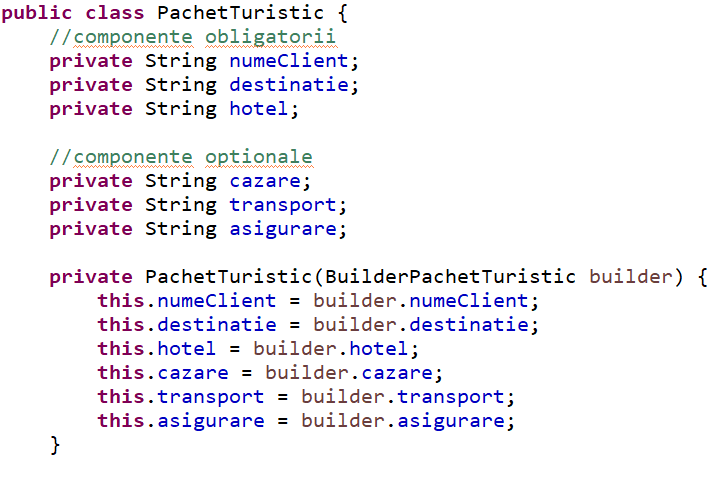 public class PachetTuristic {
    //componente obligatorii
    private String numeClient;
    private String destinatie;
    private String hotel;

    //componente optionale
    private String cazare;
    private String transport;
    private String asigurare;

    private PachetTuristic(BuilderPachetTuristic builder) {
        this.numeClient = builder.numeClient;
        this.destinatie = builder.destinatie;
        this.hotel = builder.hotel;
        this.cazare = builder.cazare;
        this.transport = builder.transport;
        this.asigurare = builder.asigurare;
    }